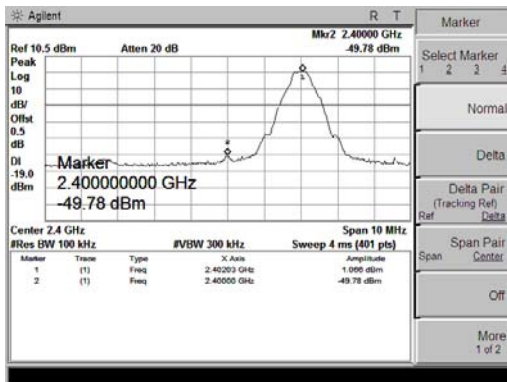 Agilent R T Marker
Mkr2 2.40000 GHz
Ref 10.5 dBm Atten 20 dB -49.78 dBm
Select Marker
1 2 3 4
Peak
Log
10
dB/
Offst
0.5
dB
DI
-19.0
dBm
1
Marker
2.400000000 GHz
-49.78 dBm
Normal
Delta
Delta Pair
(Tracking Ref)
Ref Delta
Span Pair
Span Center
Off
More
1 of 2
Center 2.4 GHz Span 10 MHz
#Res BW 100 kHz #VBW 300 kHz Sweep 4 ms (401 pts)
Marker Trace Type X Axis Amplitude
1 (1) Freq 2.40203 GHz 1.066 dBm
2 (1) Freq 2.40000 GHz -49.78 dBm